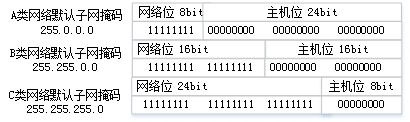 A类网络默认子网掩码
255.0.0.0
网络位 8bit 主机位 24bit
11111111 00000000 00000000 00000000
B类网络默认子网掩码
255.255.0.0
网络位 16bit 主机位 16bit
11111111 11111111 00000000 00000000
C类网络默认子网掩码
255.255.255.0
网络位 24bit 主机位 8bit
11111111 11111111 11111111 00000000